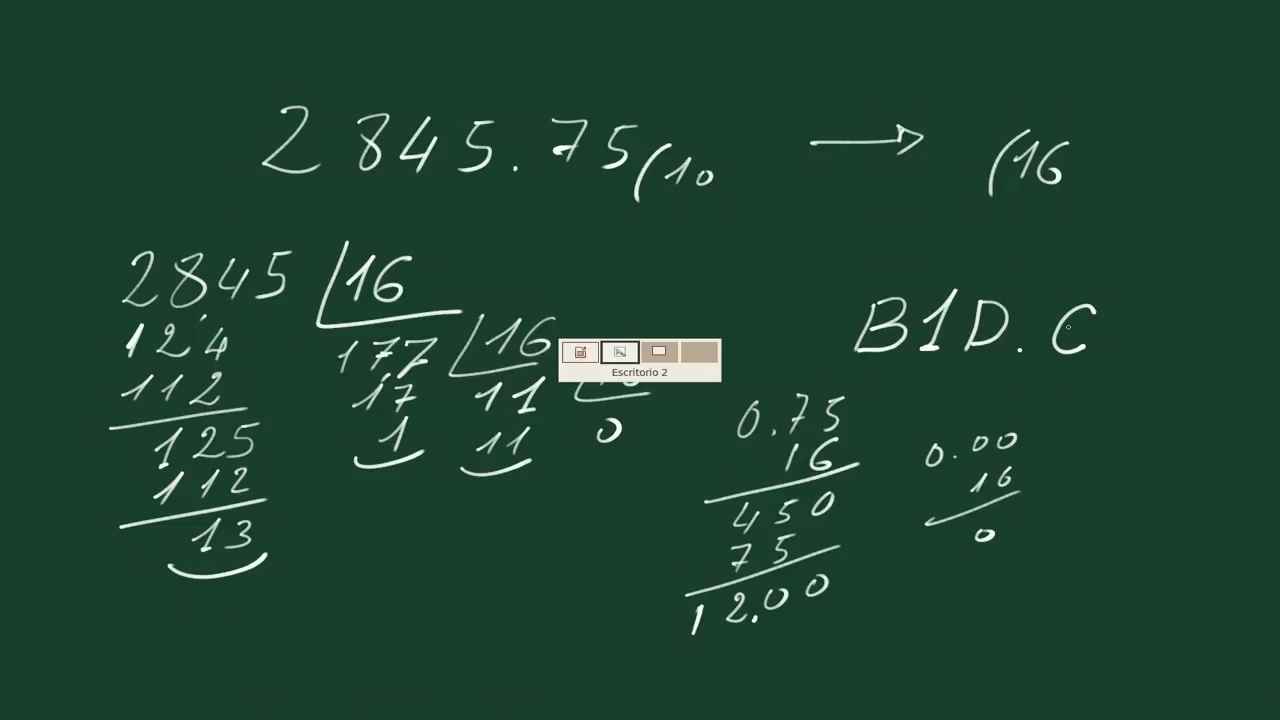 2845.75(10 → (16
2845 16
124 177 16
112 17 11
125 1 11 0
112
13
B1D.C
0.75
16
450
75
12.00
0.00
16
0
Escritorio 2